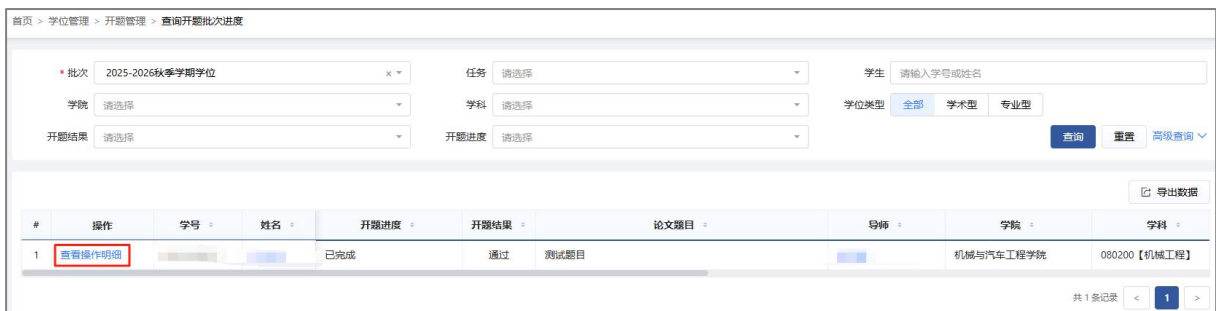 首页 > 学位管理 > 开题管理 > 查询开题批次进度
* 批次 2025-2026秋季学期学位 × 任务 请选择 学生 请输入学号或姓名
学院 请选择 学科 请选择 学位类型 全部 学术型 专业型
开题结果 请选择 开题进度 请选择 查询 重置 高级查询
导出数据
# 操作 学号 姓名 开题进度 开题结果 论文题目 导师 学院 学科
1 查看操作明细 已完成 通过 测试题目 机械与汽车工程学院 080200【机械工程】
共 1 条记录 < 1 >